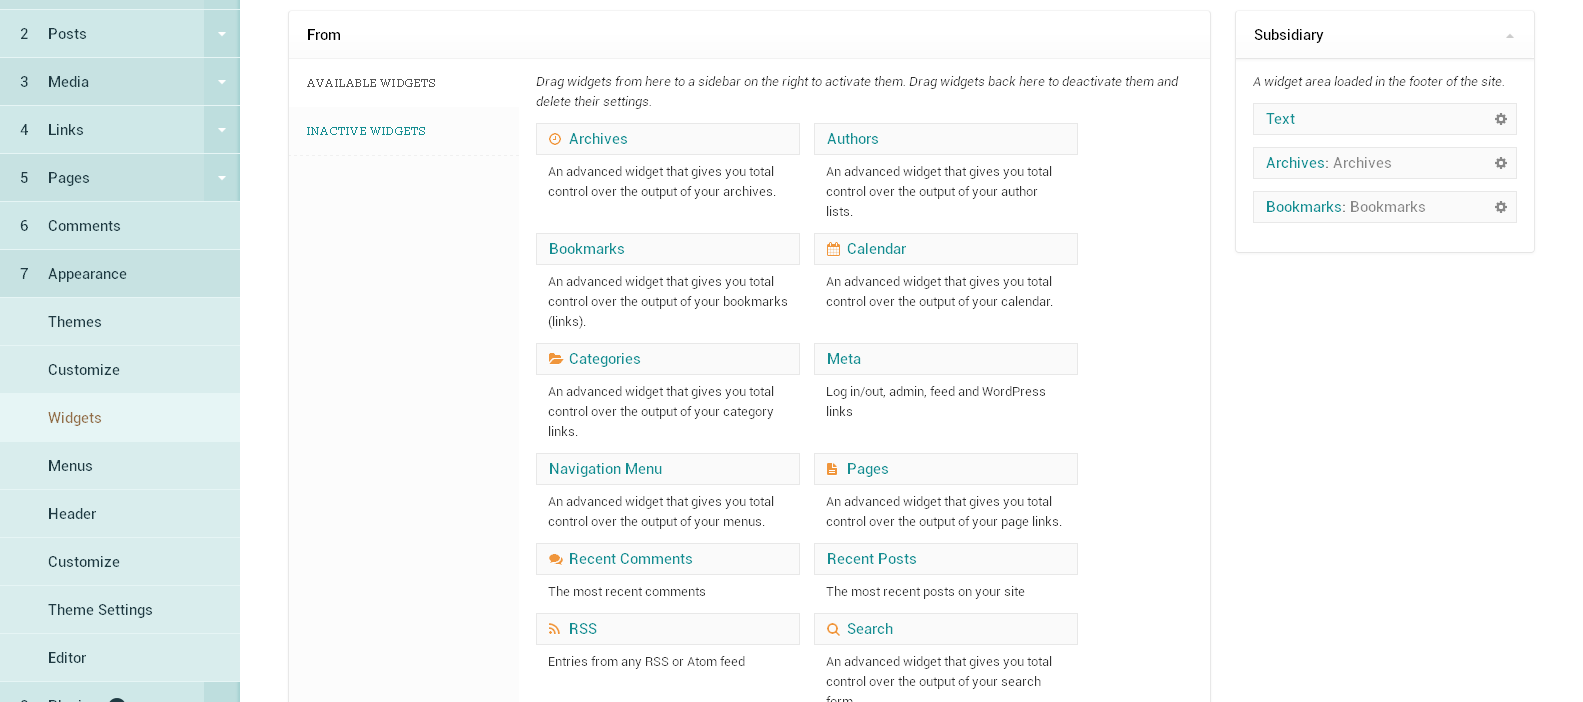 2 Posts
3 Media
4 Links
5 Pages
6 Comments
7 Appearance
Themes
Customize
Widgets
Menus
Header
Customize
Theme Settings
Editor
From
AVAILABLE WIDGETS
INACTIVE WIDGETS
Drag widgets from here to a sidebar on the right to activate them. Drag widgets back here to deactivate them and
delete their settings.
Archives
An advanced widget that gives you total
control over the output of your archives.
Authors
An advanced widget that gives you total
control over the output of your author
lists.
Bookmarks
An advanced widget that gives you total
control over the output of your bookmarks
(links).
Calendar
An advanced widget that gives you total
control over the output of your calendar.
Categories
An advanced widget that gives you total
control over the output of your category
links.
Meta
Log in/out, admin, feed and WordPress
links
Navigation Menu
An advanced widget that gives you total
control over the output of your menus.
Pages
An advanced widget that gives you total
control over the output of your page links.
Recent Comments
The most recent comments
Recent Posts
The most recent posts on your site
RSS
Entries from any RSS or Atom feed
Search
An advanced widget that gives you total
control over the output of your search
form.
Subsidiary
A widget area loaded in the footer of the site.
Text
Archives: Archives
Bookmarks: Bookmarks